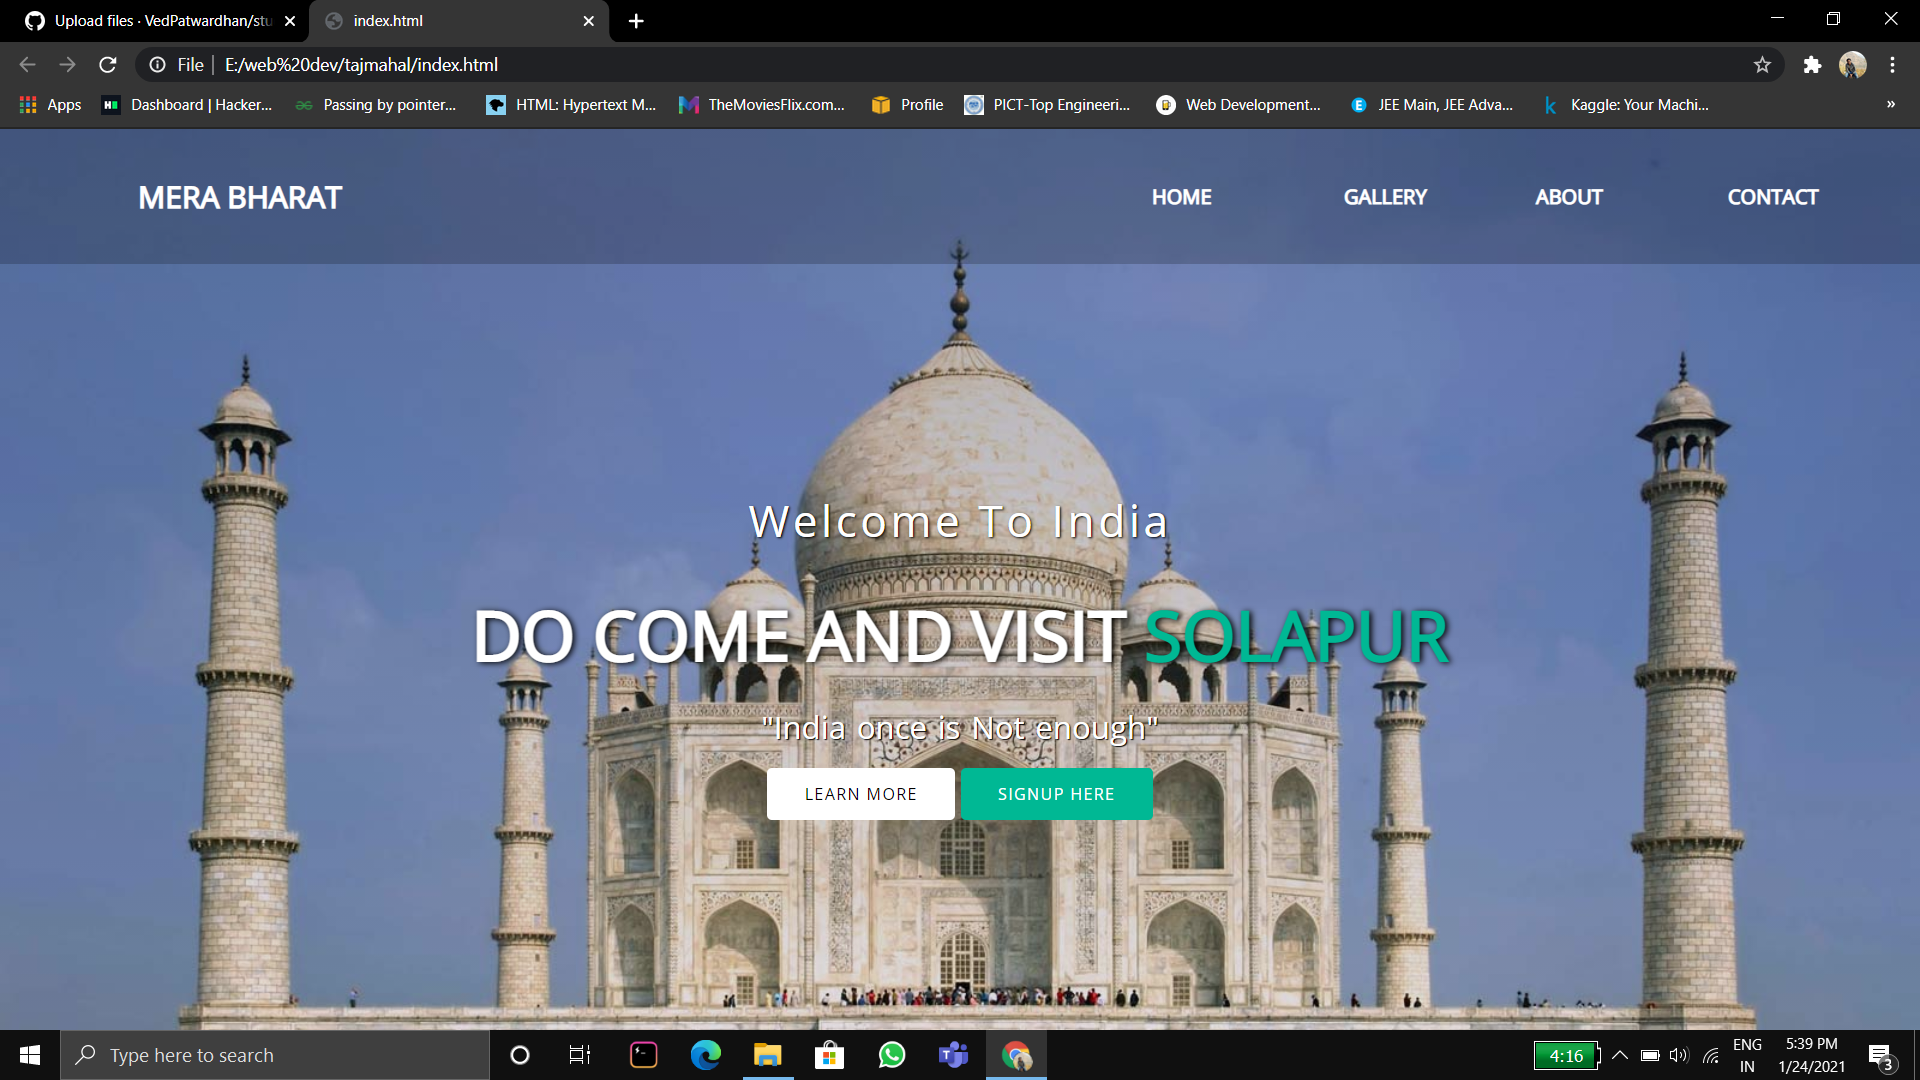 Upload files · VedPatwardhan/stu
index.html
File
E:/web%20dev/tajmahal/index.html
Apps
Dashboard | Hacker...
Passing by pointer...
HTML: Hypertext M...
TheMoviesFlix.com...
Profile
PICT-Top Engineeri...
Web Development...
JEE Main, JEE Adva...
Kaggle: Your Machi...
»
MERA BHARAT
HOME
GALLERY
ABOUT
CONTACT
Welcome To India
DO COME AND VISIT SOLAPUR
"India once is Not enough"
LEARN MORE
SIGNUP HERE
Type here to search
4:16
ENG
IN
5:39 PM
1/24/2021
3